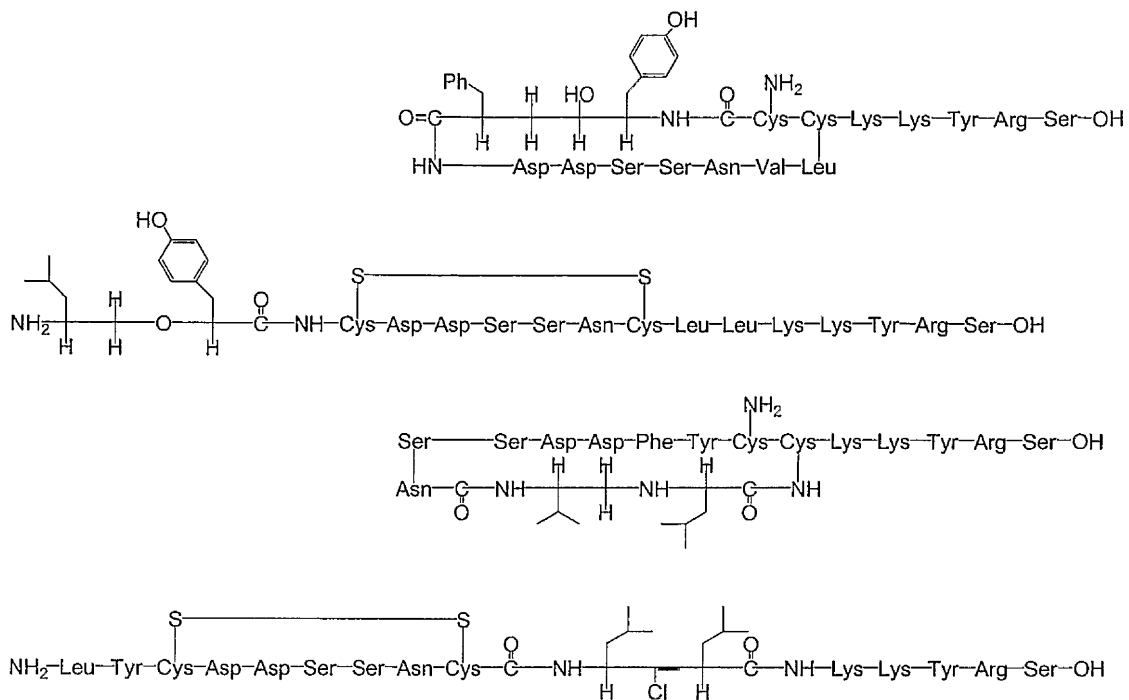 OH
Ph H HO
O NH2
O=C NH C Cys Cys Lys Lys Tyr Arg Ser OH
H H H H
HN Asp Asp Ser Ser Asn Val Leu
HO
S S
H O
NH2 O C NH Cys Asp Asp Ser Ser Asn Cys Leu Leu Lys Lys Tyr Arg Ser OH
H H H
NH2
Ser Ser Asp Asp Phe Tyr Cys Cys Lys Lys Tyr Arg Ser OH
H H H
Asn C NH NH C NH
O H O
S S
O O
NH2 Leu Tyr Cys Asp Asp Ser Ser Asn Cys C NH C NH Lys Lys Tyr Arg Ser OH
H Cl H